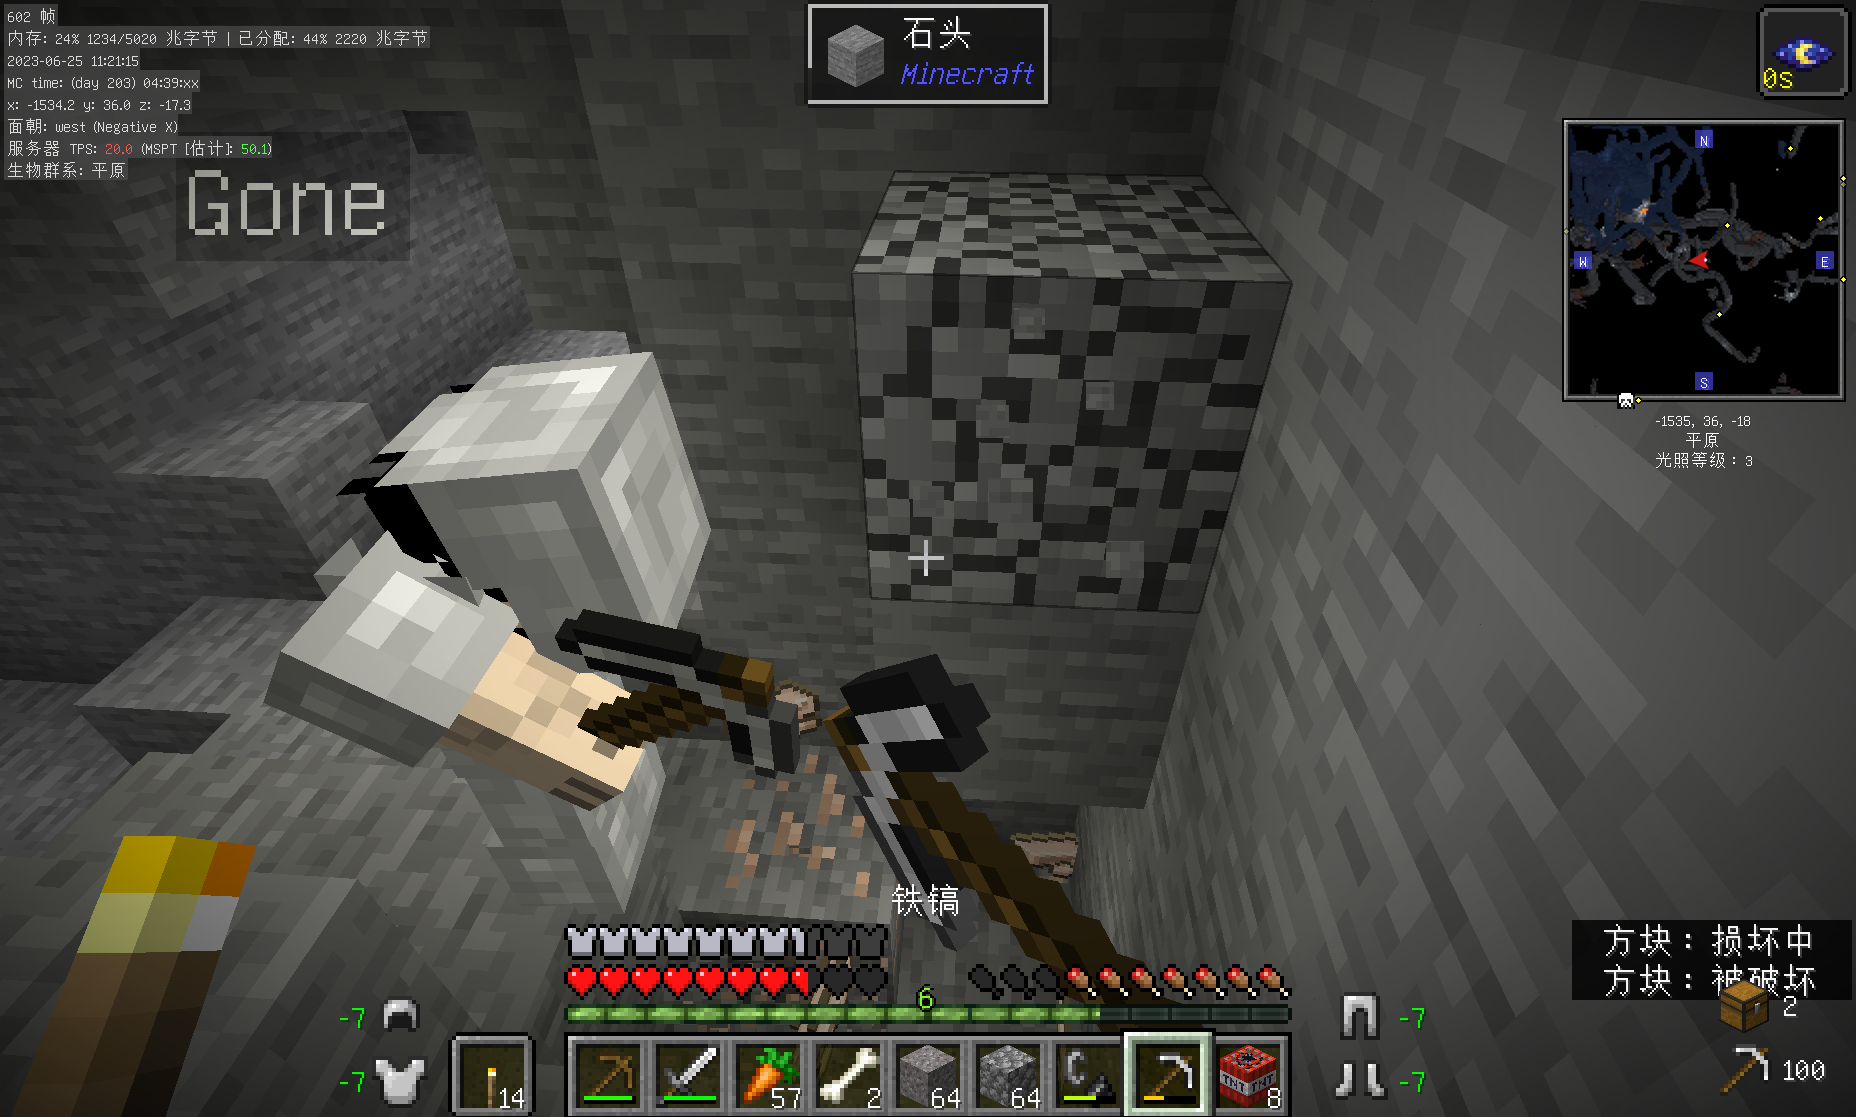 602 帧
内存: 24% 1234/5020 兆字节 | 已分配: 44% 2220 兆字节
2023-06-25 11:21:15
MC time: (day 203) 04:39:xx
x: -1534.2 y: 36.0 z: -17.3
面朝: west (Negative X)
服务器 TPS: 20.0 (MSPT [估计]: 50.1)
生物群系: 平原
Gone
石头
Minecraft
0S
N
W
E
S
-1535, 36, -18
平原
光照等级：3
铁镐
方块：损坏中
方块：被破坏
2
100
6
-7
-7
-7
-7
14
57
2
64
64
TNT TNT
8